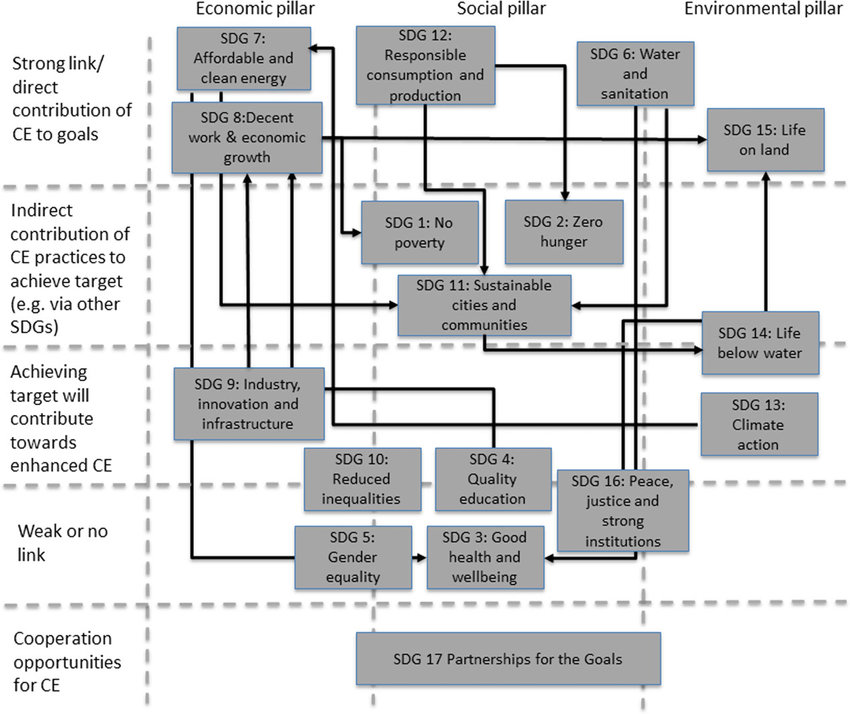 Economic pillar
Social pillar
Environmental pillar
Strong link/
direct
contribution of
CE to goals
SDG 7:
Affordable and
clean energy
SDG 12:
Responsible
consumption and
production
SDG 6: Water
and
sanitation
SDG 8:Decent
work & economic
growth
SDG 15: Life
on land
Indirect
contribution of
CE practices to
achieve target
(e.g. via other
SDGs)
SDG 1: No
poverty
SDG 2: Zero
hunger
SDG 11: Sustainable
cities and
communities
SDG 14: Life
below water
Achieving
target will
contribute
towards
enhanced CE
SDG 9: Industry,
innovation and
infrastructure
SDG 13:
Climate
action
SDG 10:
Reduced
inequalities
SDG 4:
Quality
education
SDG 16: Peace,
justice and
strong
institutions
Weak or no
link
SDG 5:
Gender
equality
SDG 3: Good
health and
wellbeing
Cooperation
opportunities
for CE
SDG 17 Partnerships for the Goals